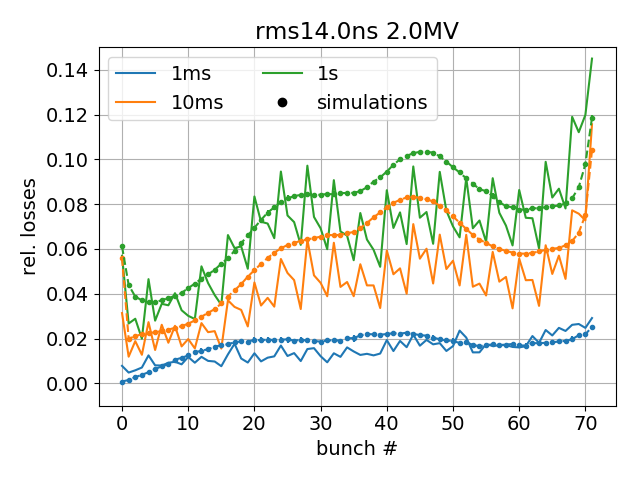 rms14.0ns 2.0MV
1ms
10ms
1s
simulations
rel. losses
0.14
0.12
0.10
0.08
0.06
0.04
0.02
0.00
0 10 20 30 40 50 60 70
bunch #